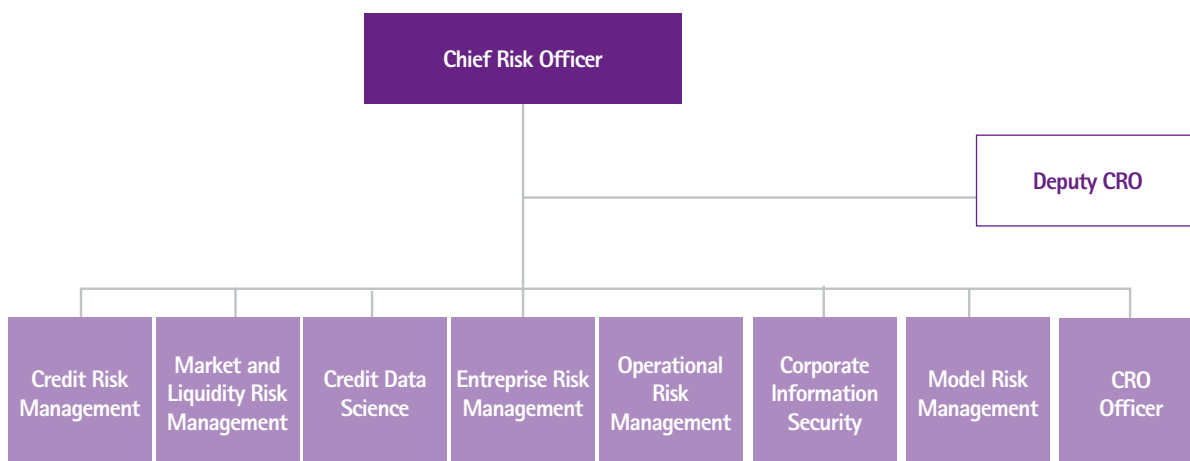 Chief Risk Officer
Deputy CRO
Credit Risk
Management
Market and
Liquidity Risk
Management
Credit Data
Science
Entreprise Risk
Management
Operational
Risk
Management
Corporate
Information
Security
Model Risk
Management
CRO
Officer